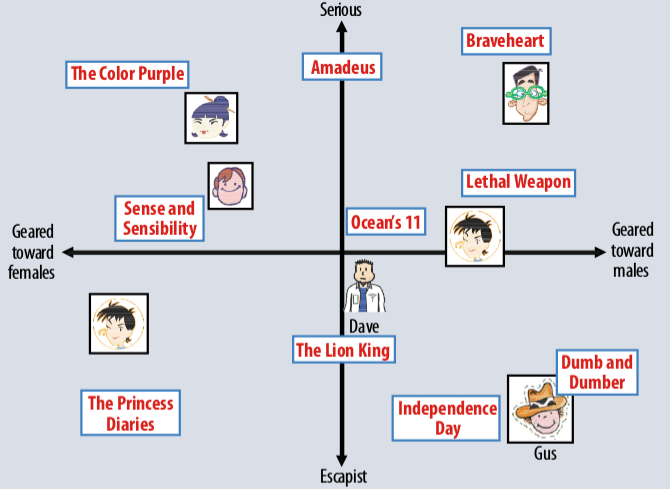 Serious
Braveheart
Amadeus
The Color Purple
Lethal Weapon
Sense and
Sensibility
Ocean's 11
Geared
toward
females
Geared
toward
males
Dave
The Lion King
Dumb and
Dumber
The Princess
Diaries
Independence
Day
Gus
Escapist